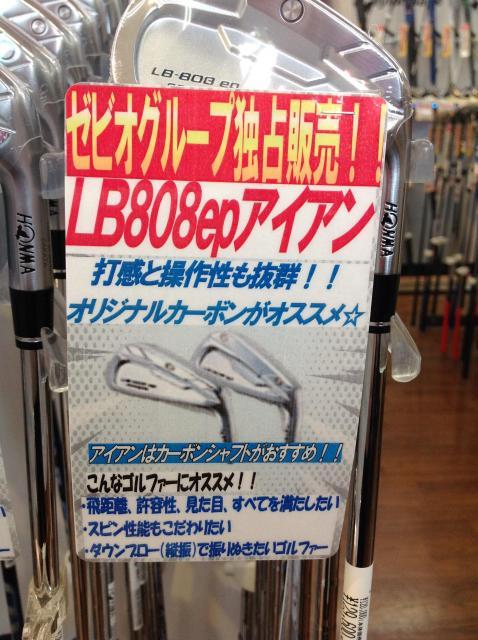 LB-808 ep
ゼビオグループ独占販売！！
LB808epアイアン
打感と操作性も抜群！！
オリジナルカーボンがオススメ☆
アイアンはカーボンシャフトがおすすめ！！
こんなゴルファーにオススメ！！
・飛距離、許容性、見た目、すべてを満たしたい
・スピン性能もこだわりたい
・ダウンブロー(縦振)で振りぬきたいゴルファー
HONMA
HONMA